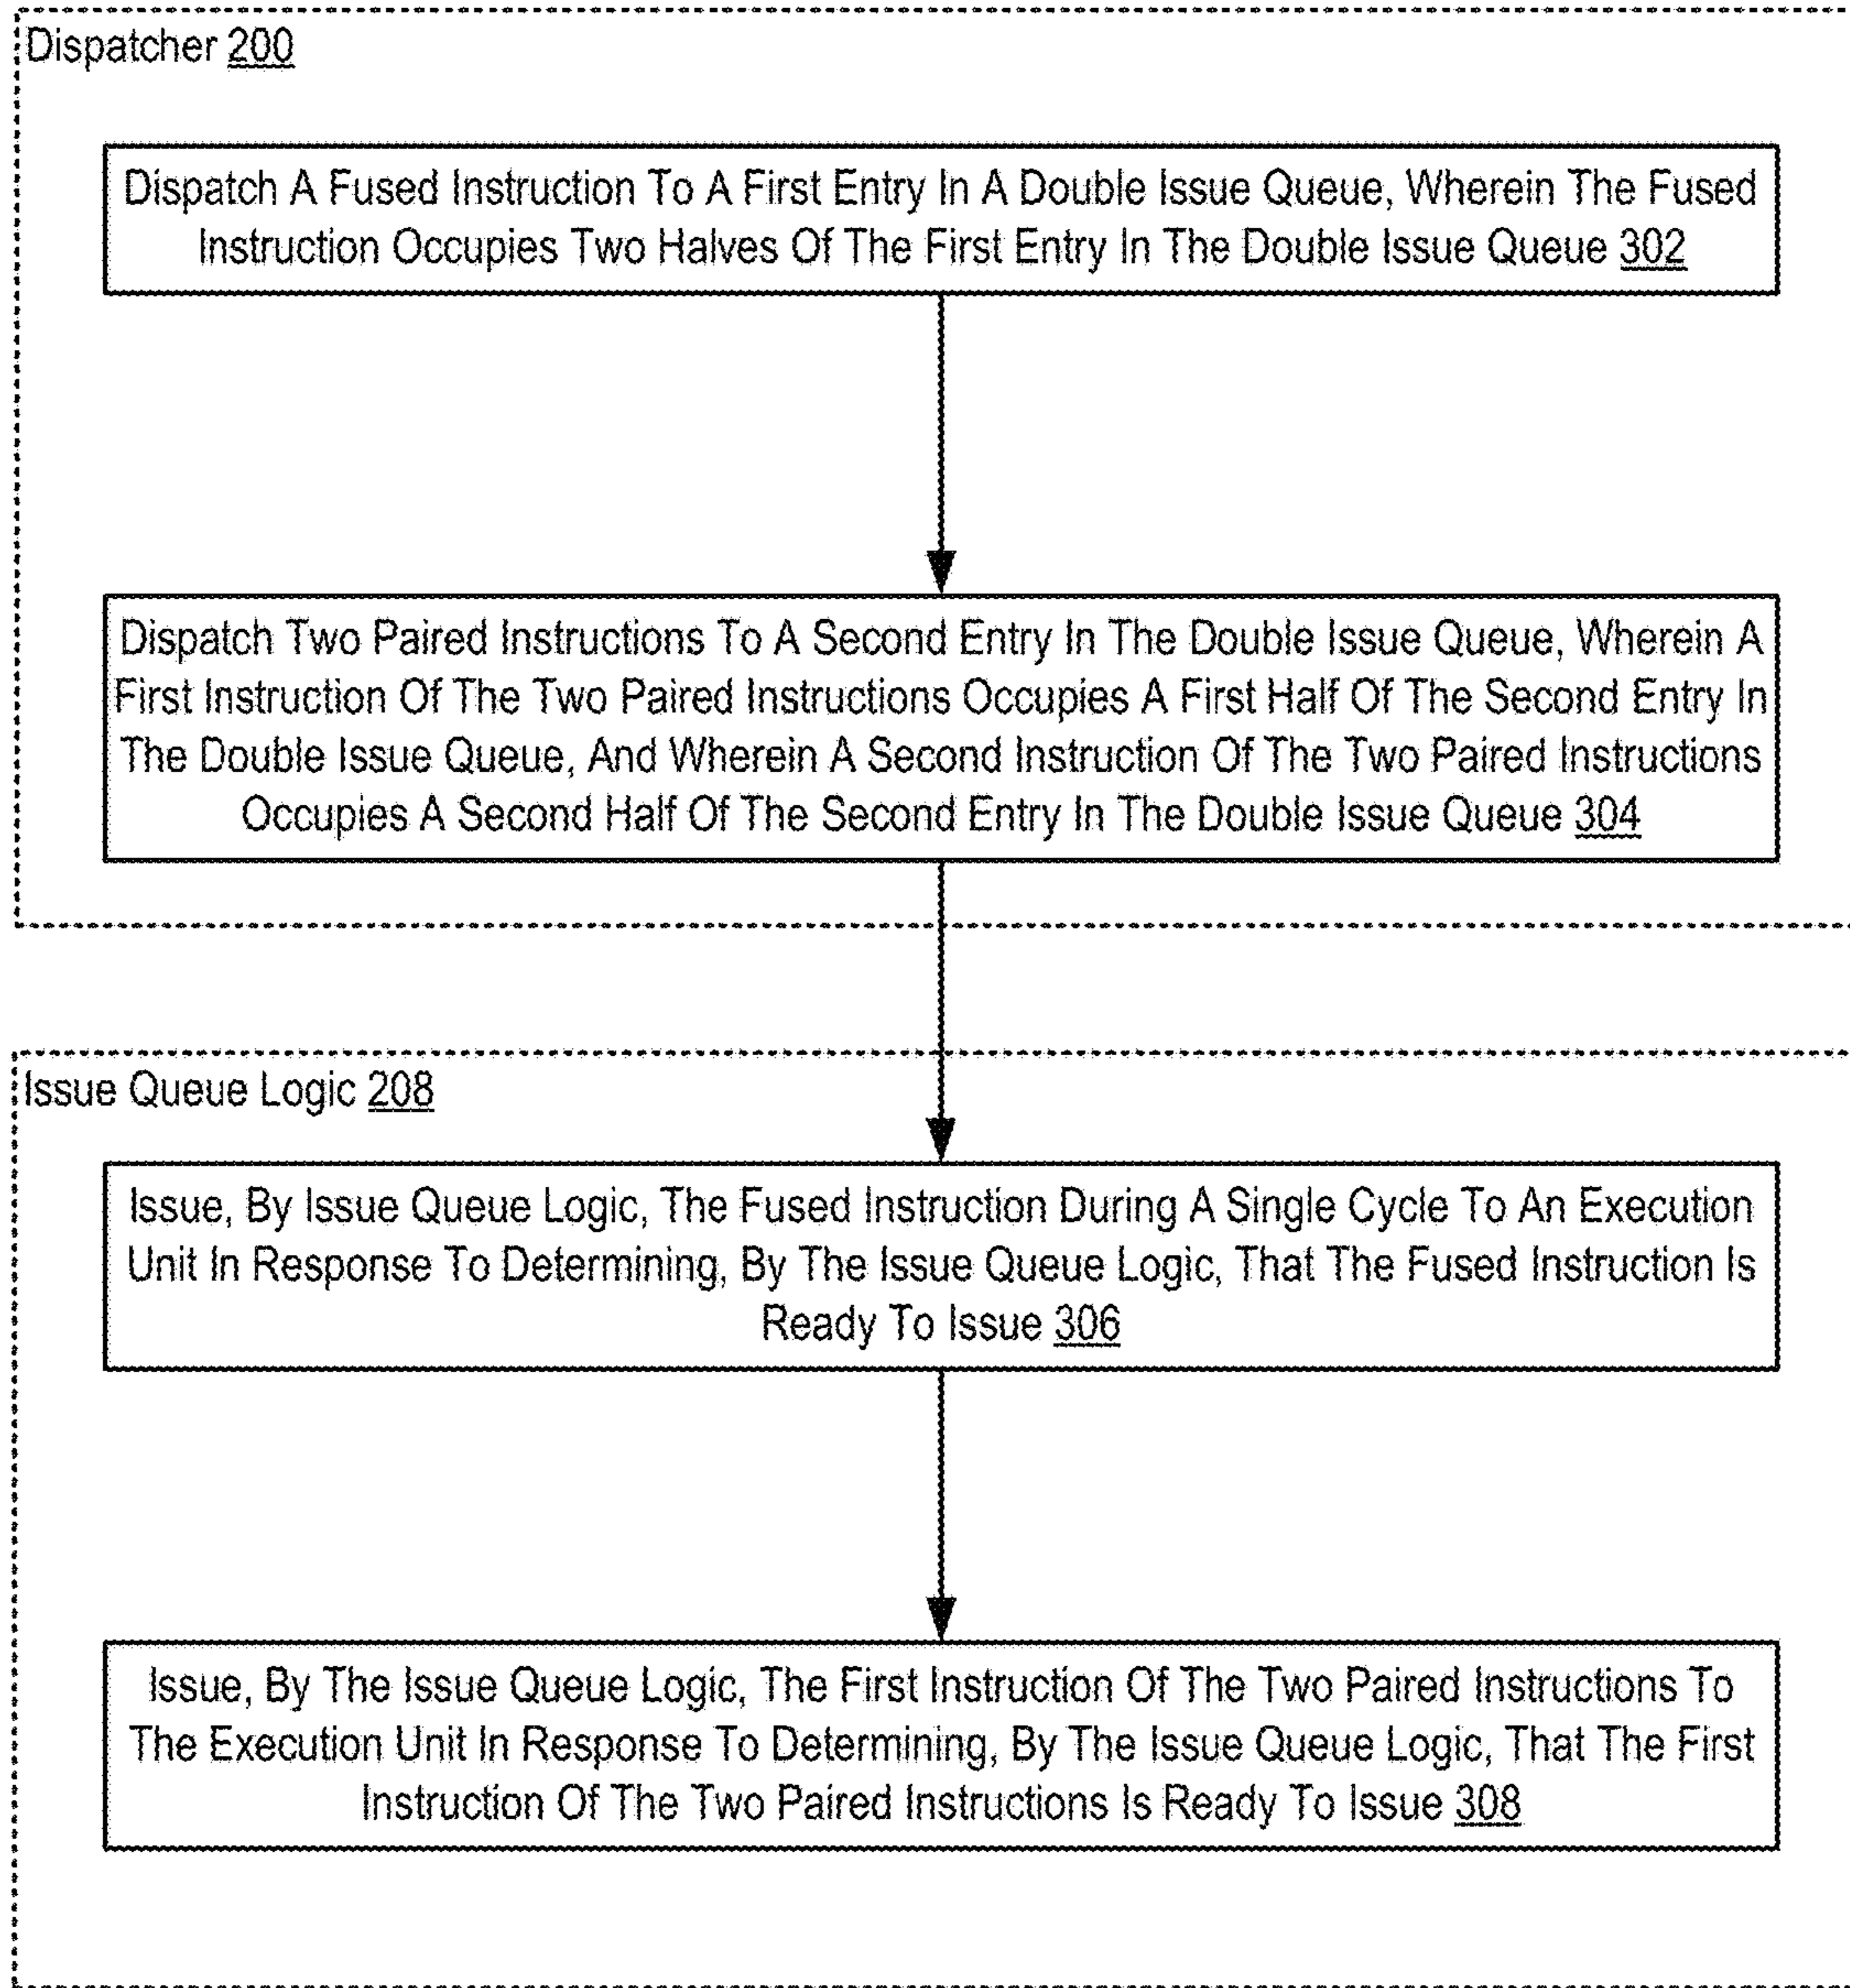 Dispatcher 200
Dispatch A Fused Instruction To A First Entry In A Double Issue Queue, Wherein The Fused
Instruction Occupies Two Halves Of The First Entry In The Double Issue Queue 302
Dispatch Two Paired Instructions To A Second Entry In The Double Issue Queue, Wherein A
First Instruction Of The Two Paired Instructions Occupies A First Half Of The Second Entry In
The Double Issue Queue, And Wherein A Second Instruction Of The Two Paired Instructions
Occupies A Second Half Of The Second Entry In The Double Issue Queue 304
Issue Queue Logic 208
Issue, By Issue Queue Logic, The Fused Instruction During A Single Cycle To An Execution
Unit In Response To Determining, By The Issue Queue Logic, That The Fused Instruction Is
Ready To Issue 306
Issue, By The Issue Queue Logic, The First Instruction Of The Two Paired Instructions To
The Execution Unit In Response To Determining, By The Issue Queue Logic, That The First
Instruction Of The Two Paired Instructions Is Ready To Issue 308